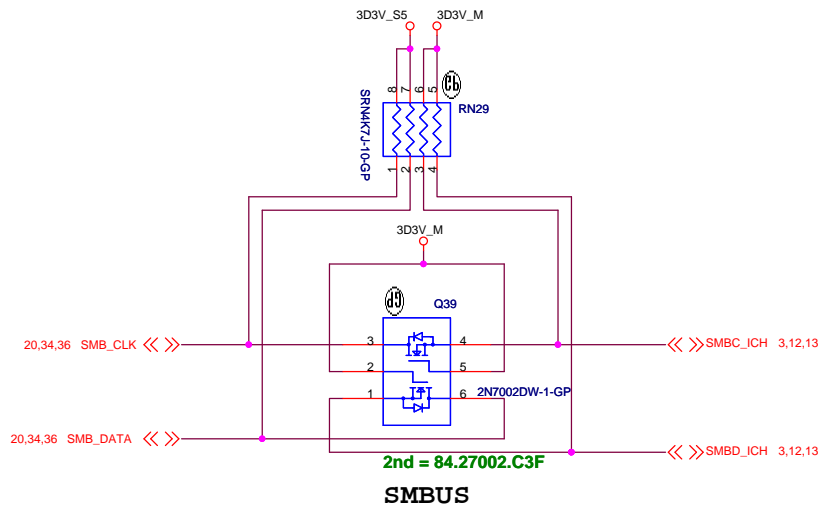 3D3V_S5 3D3V_M
8 7 6 5
RN29
SRN4K7J-10-GP
1 2 3 4
3D3V_M
Q39
20,34,36 SMB_CLK
3 4
SMBC_ICH 3,12,13
2 5
1 6
2N7002DW-1-GP
20,34,36 SMB_DATA
SMBD_ICH 3,12,13
2nd = 84.27002.C3F
SMBUS